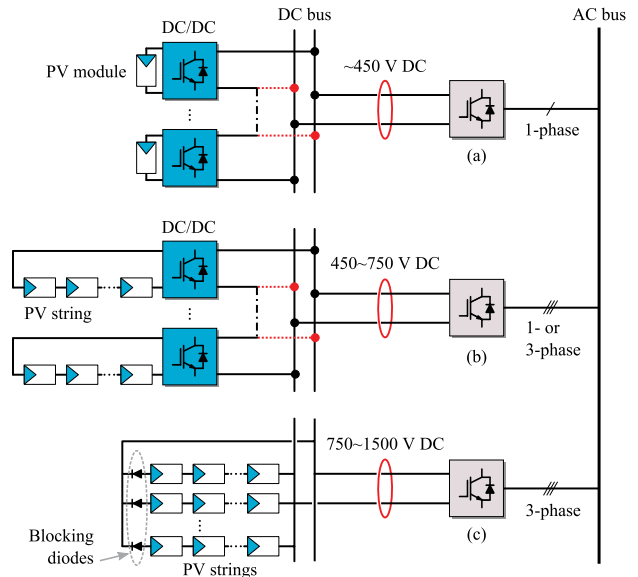 DC bus
AC bus
DC/DC
PV module
~450 V DC
1-phase
(a)
DC/DC
450~750 V DC
PV string
1- or
3-phase
(b)
750~1500 V DC
3-phase
(c)
Blocking
diodes
PV strings